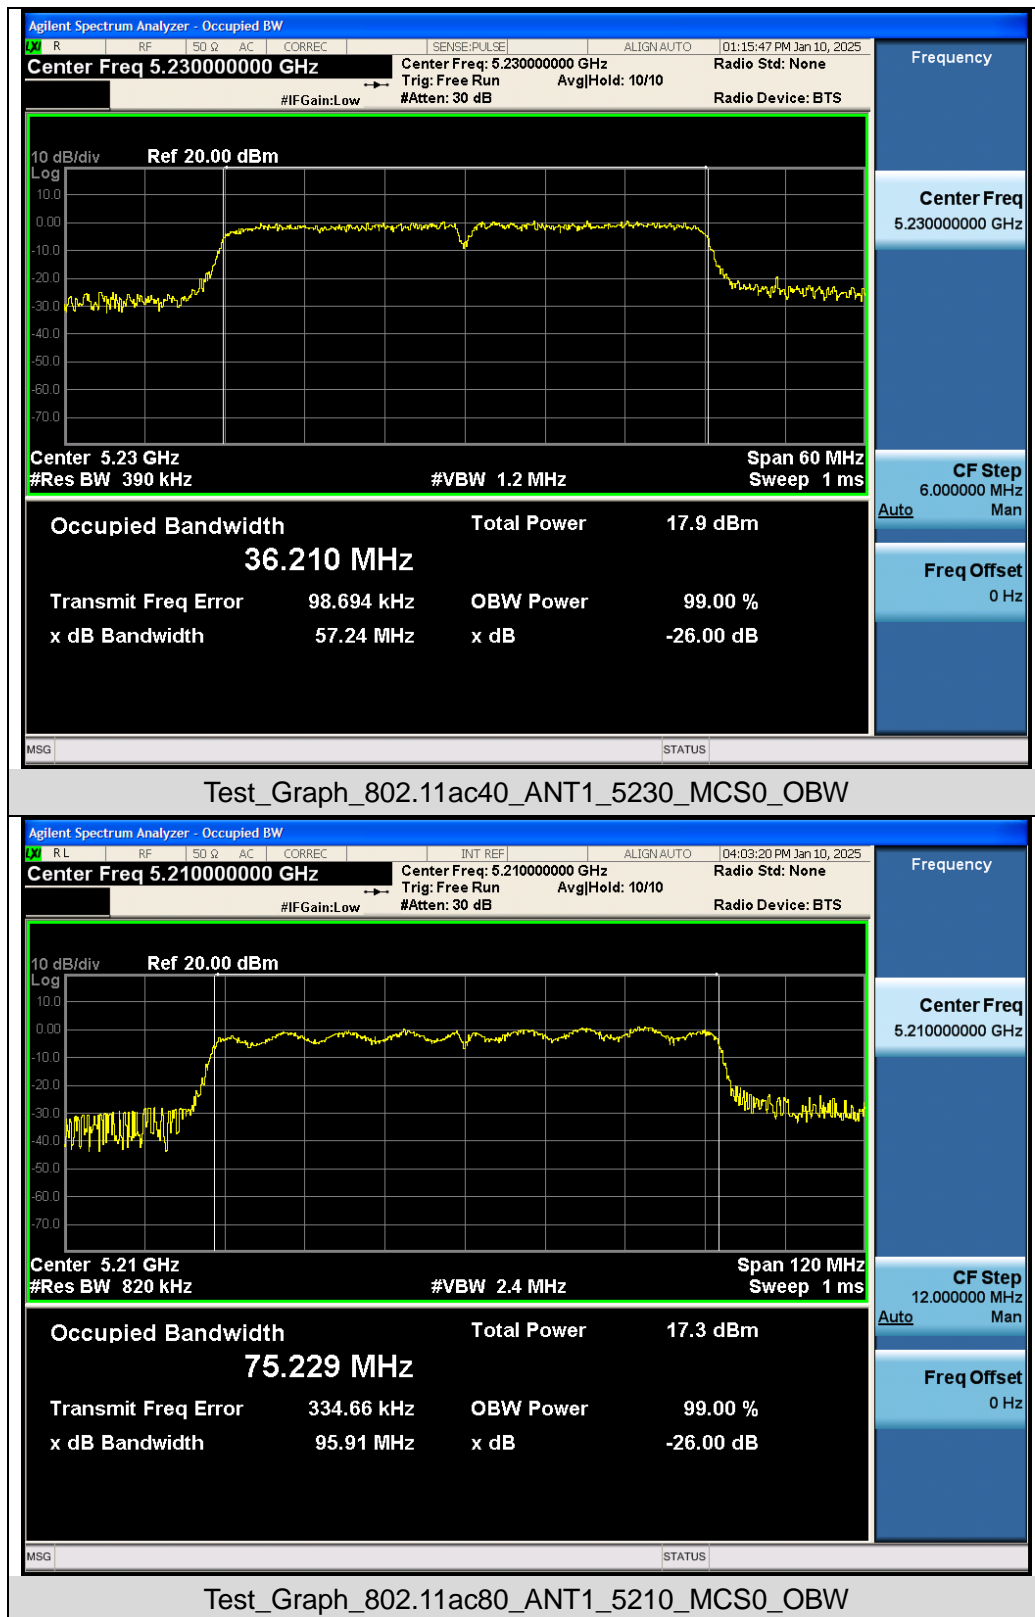 Agilent Spectrum Analyzer - Occupied BW
LXI R RF 50 Ω AC CORREC SENSE:PULSE ALIGN AUTO 01:15:47 PM Jan 10, 2025
Center Freq 5.230000000 GHz Center Freq: 5.230000000 GHz Radio Std: None Frequency
Trig: Free Run Avg|Hold: 10/10
#IFGain:Low #Atten: 30 dB Radio Device: BTS
10 dB/div Ref 20.00 dBm
Log
10.0
0.00
-10.0
-20.0
-30.0
-40.0
-50.0
-60.0
-70.0
Center Freq
5.230000000 GHz
Center 5.23 GHz Span 60 MHz
#Res BW 390 kHz #VBW 1.2 MHz Sweep 1 ms
CF Step
6.000000 MHz
Auto Man
Occupied Bandwidth Total Power 17.9 dBm
36.210 MHz
Freq Offset
0 Hz
Transmit Freq Error 98.694 kHz OBW Power 99.00 %
x dB Bandwidth 57.24 MHz x dB -26.00 dB
MSG STATUS
Test_Graph_802.11ac40_ANT1_5230_MCS0_OBW
Agilent Spectrum Analyzer - Occupied BW
LXI RL RF 50 Ω AC CORREC INT REF ALIGN AUTO 04:03:20 PM Jan 10, 2025
Center Freq 5.210000000 GHz Center Freq: 5.210000000 GHz Radio Std: None Frequency
Trig: Free Run Avg|Hold: 10/10
#IFGain:Low #Atten: 30 dB Radio Device: BTS
10 dB/div Ref 20.00 dBm
Log
10.0
0.00
-10.0
-20.0
-30.0
-40.0
-50.0
-60.0
-70.0
Center Freq
5.210000000 GHz
Center 5.21 GHz Span 120 MHz
#Res BW 820 kHz #VBW 2.4 MHz Sweep 1 ms
CF Step
12.000000 MHz
Auto Man
Occupied Bandwidth Total Power 17.3 dBm
75.229 MHz
Freq Offset
0 Hz
Transmit Freq Error 334.66 kHz OBW Power 99.00 %
x dB Bandwidth 95.91 MHz x dB -26.00 dB
MSG STATUS
Test_Graph_802.11ac80_ANT1_5210_MCS0_OBW